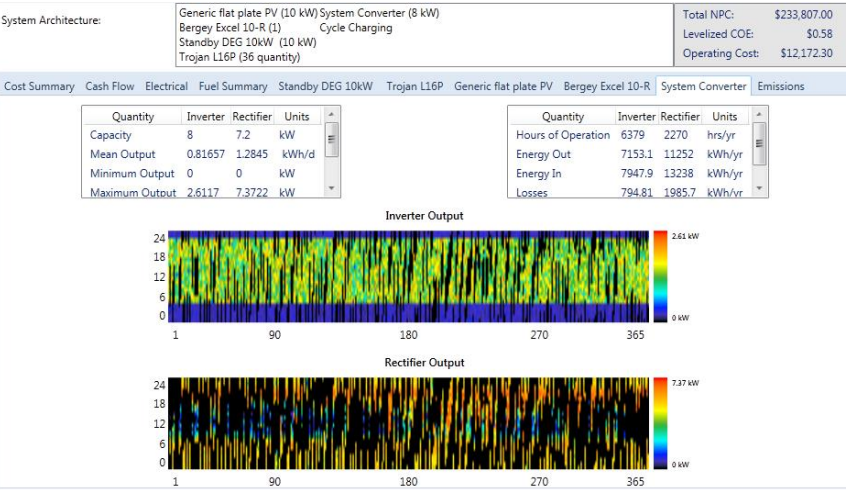 System Architecture:
Generic flat plate PV (10 kW) System Converter (8 kW)
Bergey Excel 10-R (1) Cycle Charging
Standby DEG 10kW (10 kW)
Trojan L16P (36 quantity)
Total NPC: $233,807.00
Levelized COE: $0.58
Operating Cost: $12,172.30
Cost Summary Cash Flow Electrical Fuel Summary Standby DEG 10kW Trojan L16P Generic flat plate PV Bergey Excel 10-R System Converter Emissions
Quantity Inverter Rectifier Units
Capacity 8 7.2 kW
Mean Output 0.81657 1.2845 kWh/d
Minimum Output 0 0 kW
Maximum Output 2.6117 7.3722 kW
Quantity Inverter Rectifier Units
Hours of Operation 6379 2270 hrs/yr
Energy Out 7153.1 11252 kWh/yr
Energy In 7947.9 13238 kWh/yr
Losses 794.81 1985.7 kWh/yr
Inverter Output
24
18
12
6
0
1 90 180 270 365
2.61 kW
0 kW
Rectifier Output
24
18
12
6
0
1 90 180 270 365
7.37 kW
0 kW